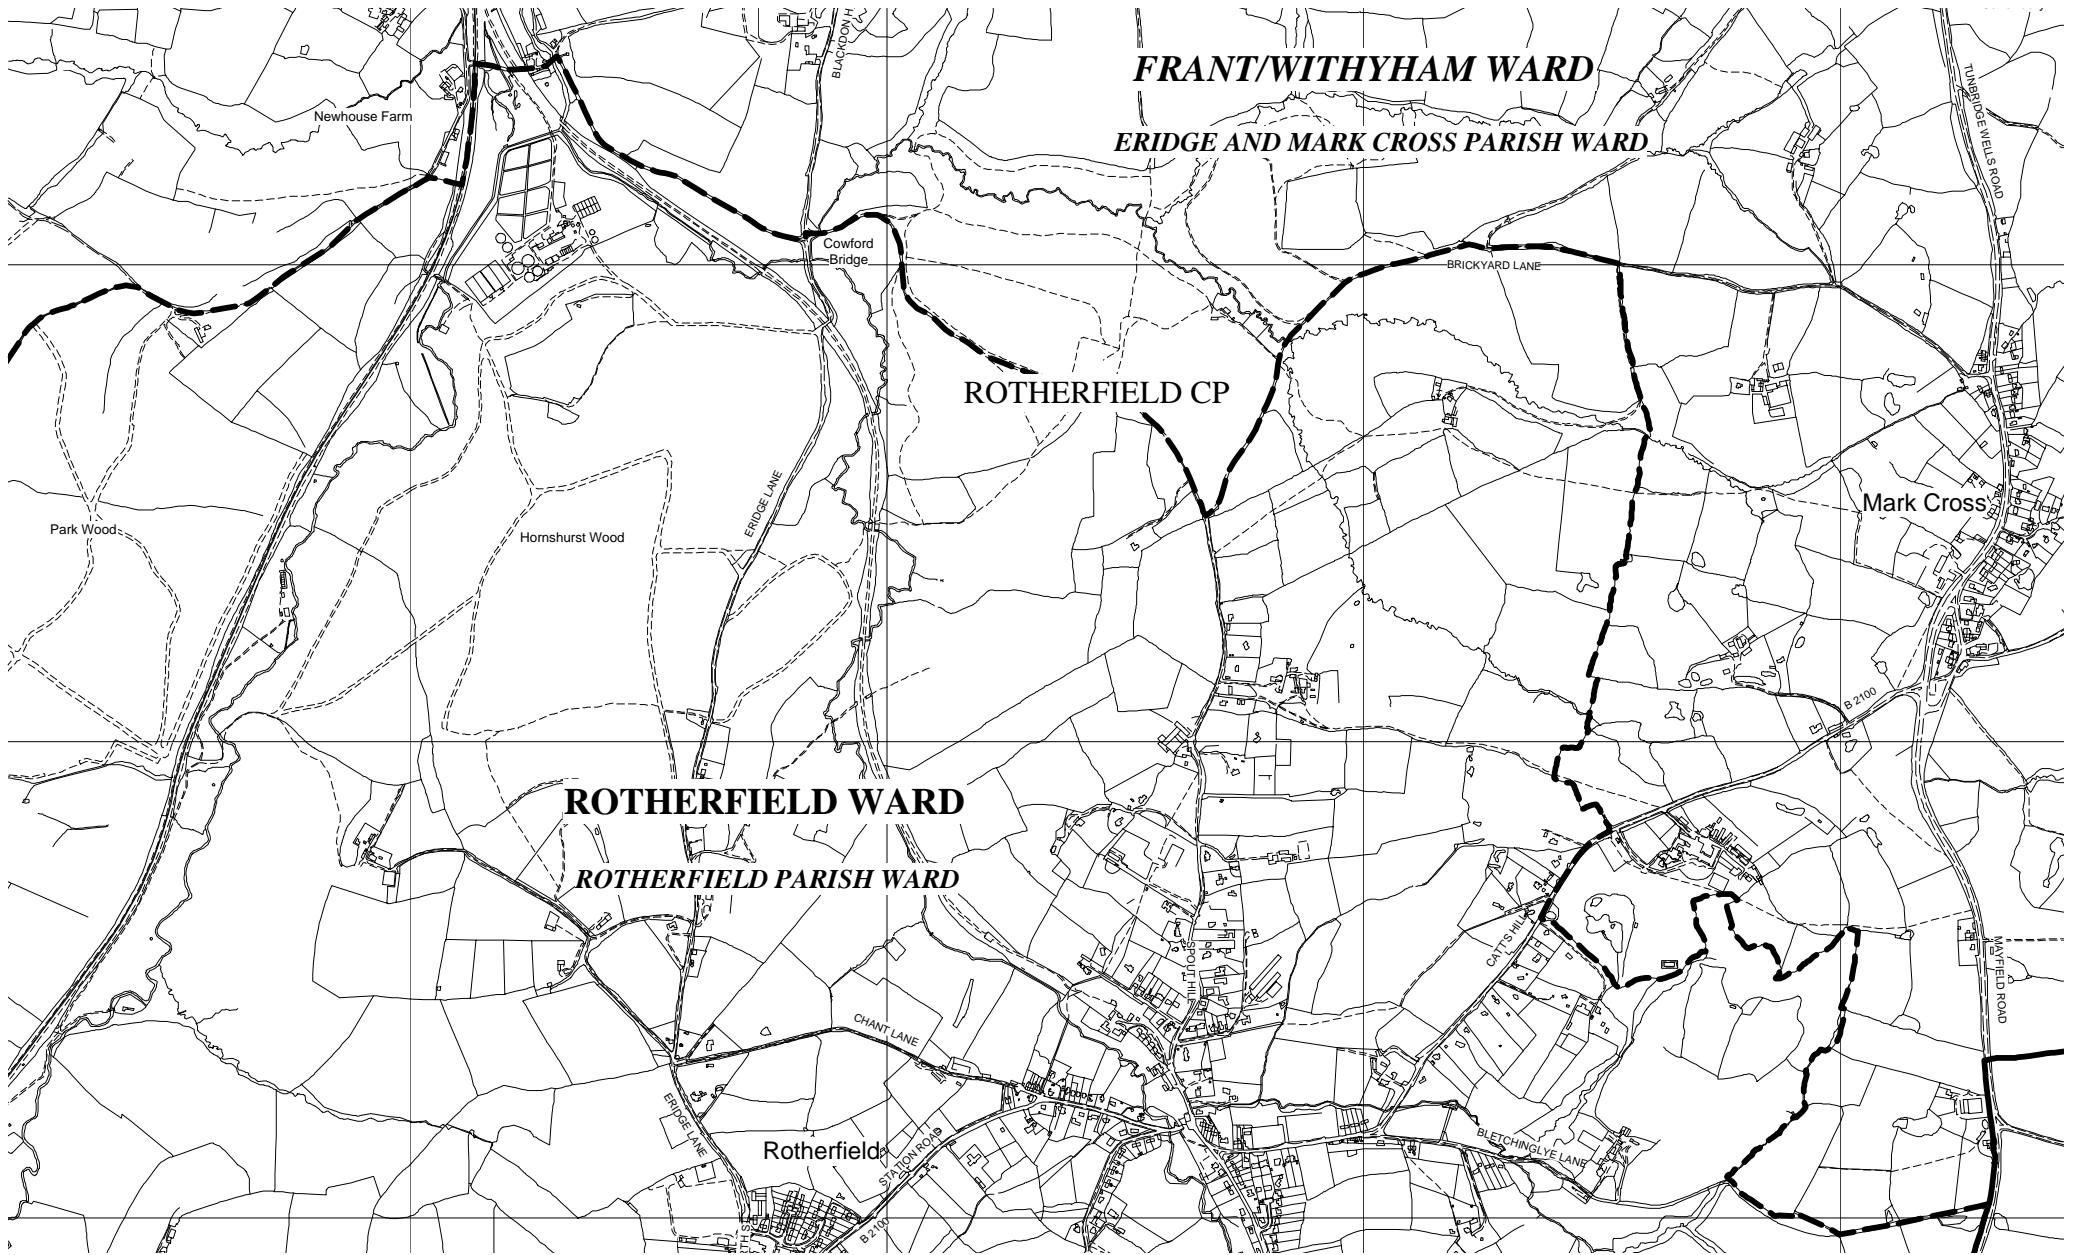 BLACKDON H
FRANT/WITHYHAM WARD
TUNBRIDGE WELLS ROAD
Newhouse Farm
ERIDGE AND MARK CROSS PARISH WARD
Cowford
Bridge
BRICKYARD LANE
ROTHERFIELD CP
ERIDGE LANE
Mark Cross
Park Wood
Hornshurst Wood
B 2100
ROTHERFIELD WARD
ROTHERFIELD PARISH WARD
SPOUT HILL
CATT'S HILL
MAYFIELD ROAD
CHANT LANE
ERIDGE LANE
Rotherfield
STATION ROAD
BLETCHINGLYE LANE
B 2100